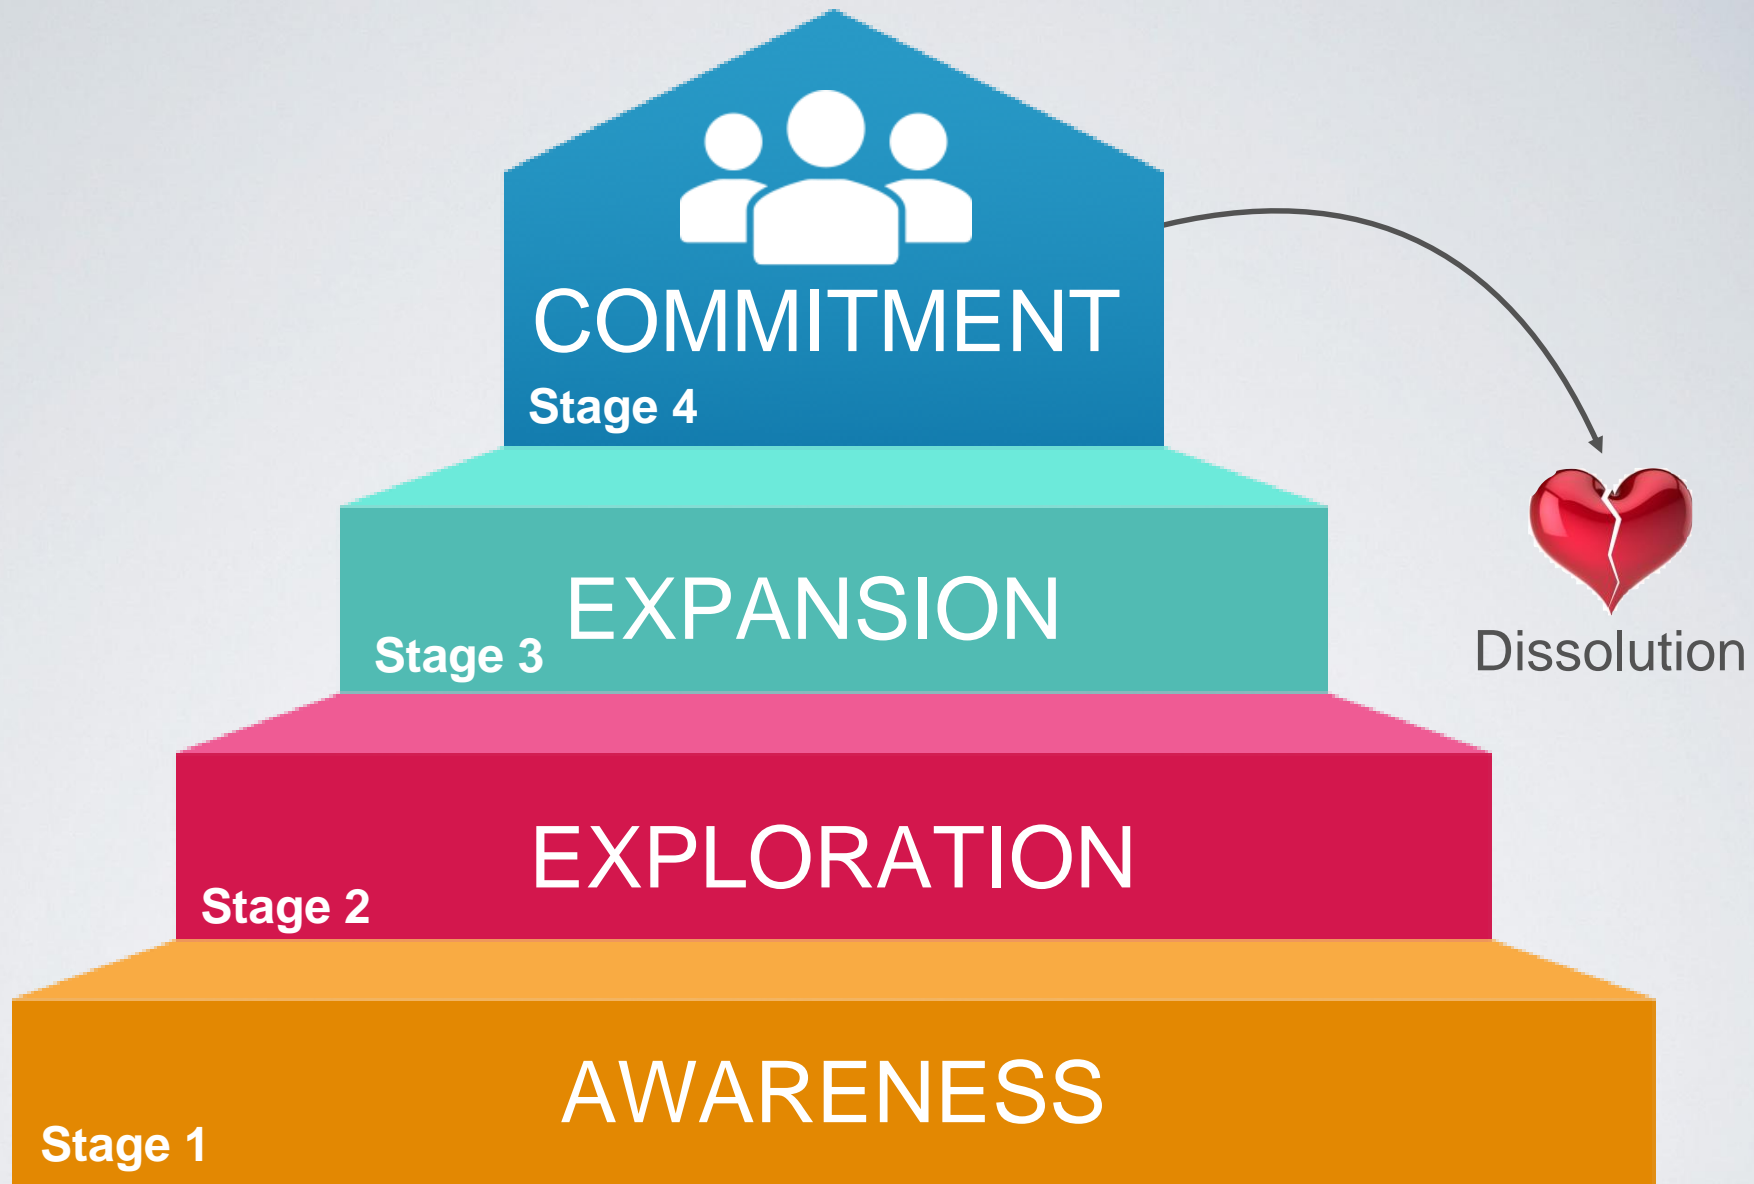 COMMITMENT
Stage 4
EXPANSION
Stage 3
Dissolution
EXPLORATION
Stage 2
AWARENESS
Stage 1